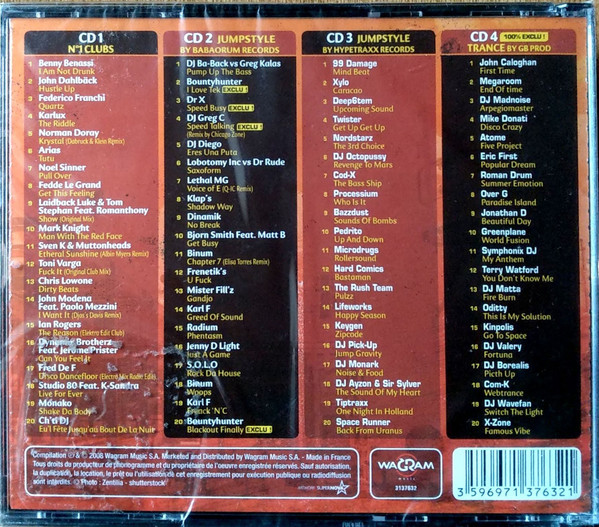 CD 1
N°1 CLUBS
1 Benny Benassi
I Am Not Drunk
2 John Dahlbäck
Hustle Up
3 Federico Franchi
Quartz
4 Karlux
The Riddle
5 Norman Doray
Krystal (Dabrock & Klein Remix)
6 Arias
Tutu
7 Noel Sinner
Pull Over
8 Fedde Le Grand
Get This Feeling
9 Laidback Luke & Tom
Stephan Feat. Romanthony
Show (Original Mix)
10 Mark Knight
Man With The Red Face
11 Sven K & Muttonheads
Etheral Sunshine (Albin Myers Remix)
12 Toni Vargo
Fuck It (Original Club Mix)
13 Chris Lowone
Dirty Beats
14 John Modena
Feat. Paolo Mezzini
I Want It (Djos's Davis Remix)
15 Ian Rogers
The Reason (Elektro Edit Club)
16 Dynamic Brotherz
Feat. Jerome Prister
Can You Feel It
17 Fred De F
Disco Dancefloor (Electro Mix Radio Edit)
18 Studio 80 Feat. K-Sandra
Live For Ever
19 Monako
Shake Da Body
20 Ch'ti DJ
Eu'l Fête Jusqu'au Bout De La Nuir
CD 2 JUMPSTYLE
BY BABAORUM RECORDS
1 DJ Ba-Back vs Greg Kalas
Pump Up The Bass
2 Bountyhunter
I Love Tek EXCLU !
3 Dr X
Speed Busy EXCLU !
4 DJ Greg C
Speed Talking EXCLU !
(Remix by Chicago Zone)
5 DJ Diego
Eres Una Puta
6 Lobotomy Inc vs Dr Rude
Saxoform
7 Lethal MG
Voice of E (Q-IC Remix)
8 Klap's
Shadow Way
9 Dinamik
No Break
10 Bjorn Smith Feat. Matt B
Get Busy
11 Binum
Chapter 7 (Elisa Torres Remix)
12 Frenetik's
U Fuck
13 Mister Fill'z
Gandjo
14 Karl F
Greed Of Sound
15 Radium
Phentasm
16 Jenny D Light
Just A Game
17 S.O.L.O
Rock Da House
18 Binum
Woops
19 Karl F
Enjack 'N'C
20 Bountyhunter
Blackout Finally EXCLU !
CD 3 JUMPSTYLE
BY HYPETRAXX RECORDS
1 99 Damage
Mind Beat
2 Xylo
Caracao
3 Deep6tem
Upcoming Sound
4 Twister
Get Up Get Up
5 Nordstarz
The 3rd Choice
6 DJ Octopussy
Revenge To Mars
7 Cod-X
The Bass Ship
8 Processium
Who Is It
9 Bazzdust
Sounds Of Bombs
10 Pedrito
Up And Down
11 Microdrugs
Rollersound
12 Hard Comics
Baxtaman
13 The Rush Team
Pulzz
14 Lifeworks
Happy Season
15 Keygen
Zipcode
16 DJ Pick-Up
Jump Gravity
17 DJ Monark
Noise & Food
18 DJ Ayzon & Sir Sylver
The Sound Of My Heart
19 Tiptraxx
One Night In Holland
20 Space Runner
Back From Uranus
CD 4 100% EXCLU !
TRANCE BY GB PROD
1 John Caloghan
First Time
2 Megaroom
End Of time
3 DJ Madnoise
Arpegiomaster
4 Mike Donati
Disco Crazy
5 Atome
Five Project
6 Eric First
Popular Dream
7 Roman Drum
Summer Emotion
8 Over G
Paradise Island
9 Jonathan D
Beautiful Day
10 Greenplane
World Fusion
11 Symphonix DJ
My Anthem
12 Terry Watford
You Don't Know Me
13 DJ Matta
Fire Burn
14 Oditty
This Is My Solution
15 Kinpolis
Go To Space
16 DJ Valery
Fortuna
17 DJ Borealis
Picth Up
18 Com-K
Webtrance
19 DJ Wavefan
Switch The Light
20 X-Zone
Famous Vibe
Compilation ℗ & © 2008 Wagram Music S.A. Marketed and Distributed by Wagram Music S.A. - Made in France
Tous droits du producteur de phonogramme et du propriétaire de l'oeuvre enregistrée réservés. Sauf autorisation,
la duplication, la location, le prêt ou l'utilisation de cet enregistrement pour exécution publique ou radiodiffusion
sont interdits. © Photo : Zentilia - shutterstock
artwork SUPERNOVA
WAGRAM
music
3137632
3 596971 376321